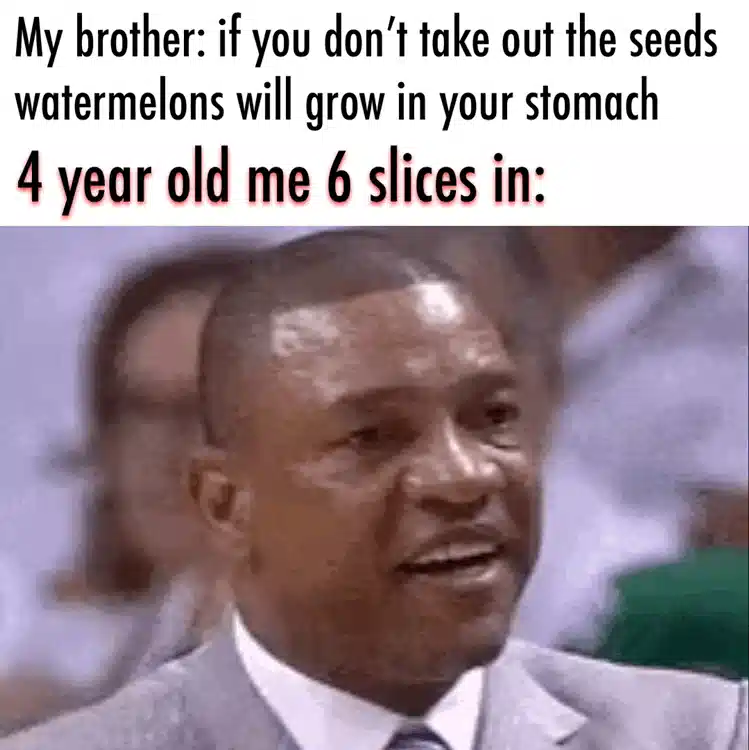 My brother: if you don't take out the seeds
watermelons will grow in your stomach
4 year old me 6 slices in: